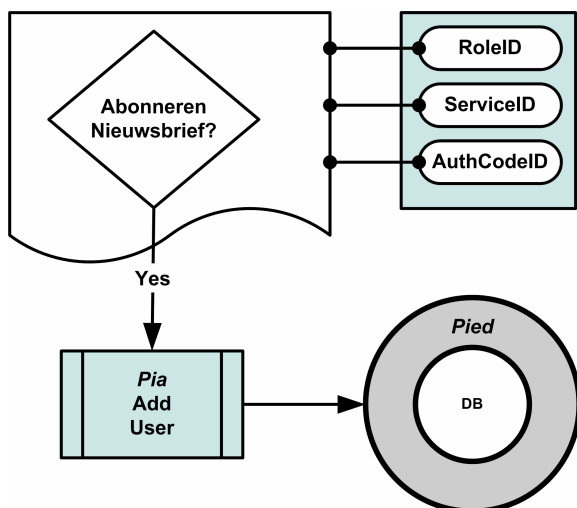 Abonneren
Nieuwsbrief?
RoleID
ServiceID
AuthCodeID
Yes
Pia
Add
User
Pied
DB